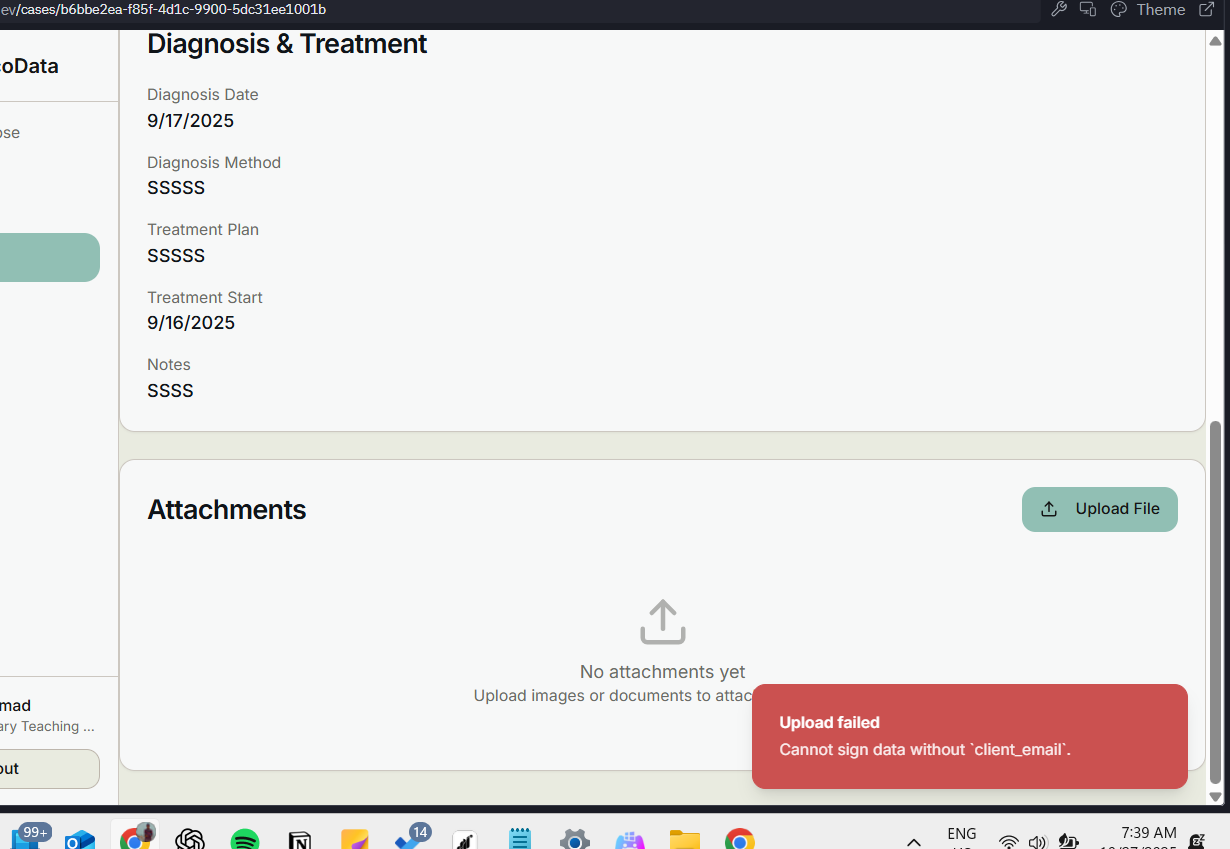 ev/cases/b6bbe2ea-f85f-4d1c-9900-5dc31ee1001b
Theme
oData
ose
Diagnosis & Treatment
Diagnosis Date
9/17/2025
Diagnosis Method
SSSSS
Treatment Plan
SSSSS
Treatment Start
9/16/2025
Notes
SSSS
Attachments
Upload File
No attachments yet
Upload images or documents to attac
Upload failed
Cannot sign data without `client_email`.
mad
ary Teaching ...
out
99+
14
ENG
7:39 AM